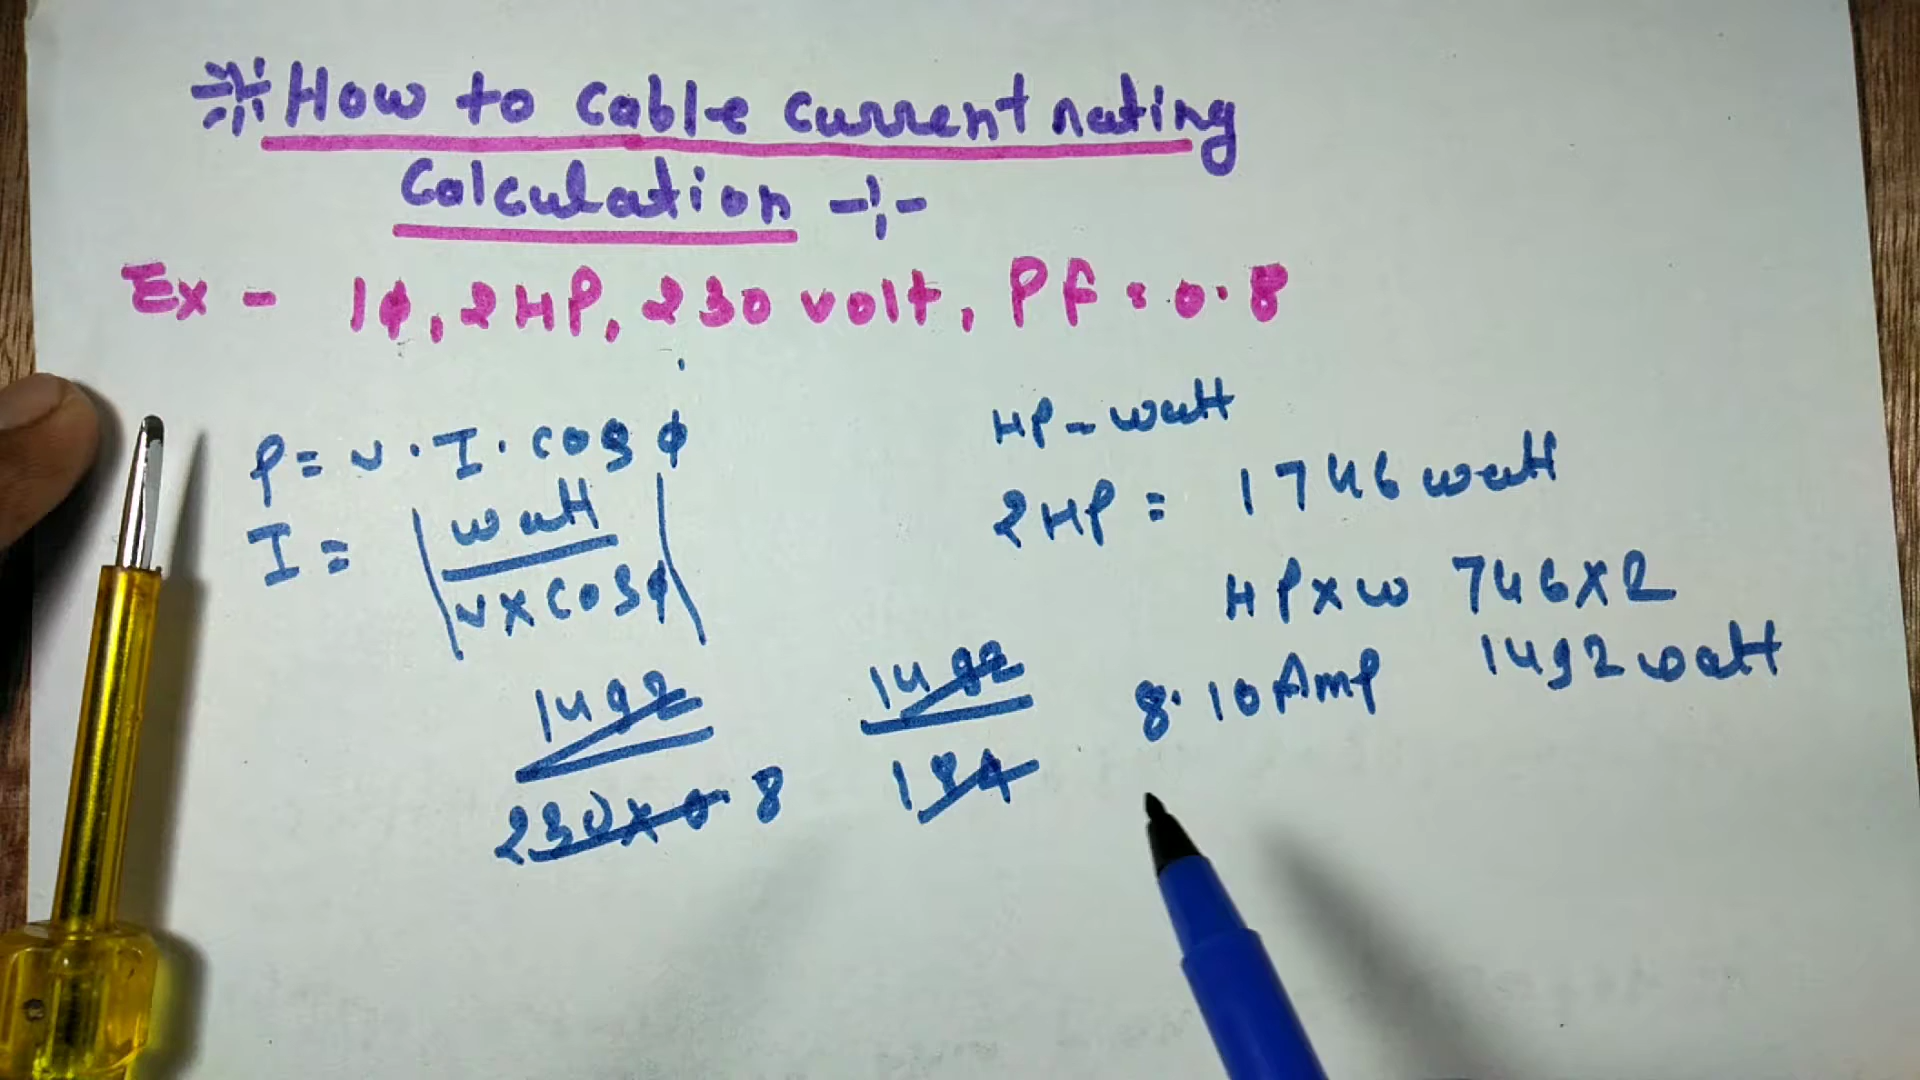 How to cable current rating
Calculation
Ex - 1ϕ, 2HP, 230 volt, PF = 0.8
P = v · I · cos ϕ
I = watt
v x cosϕ
HP - watt
2HP = 1746 watt
HP x w 746 x 2
1492 watt
1492
230 x 0.8
1492
184
8.10 Amp